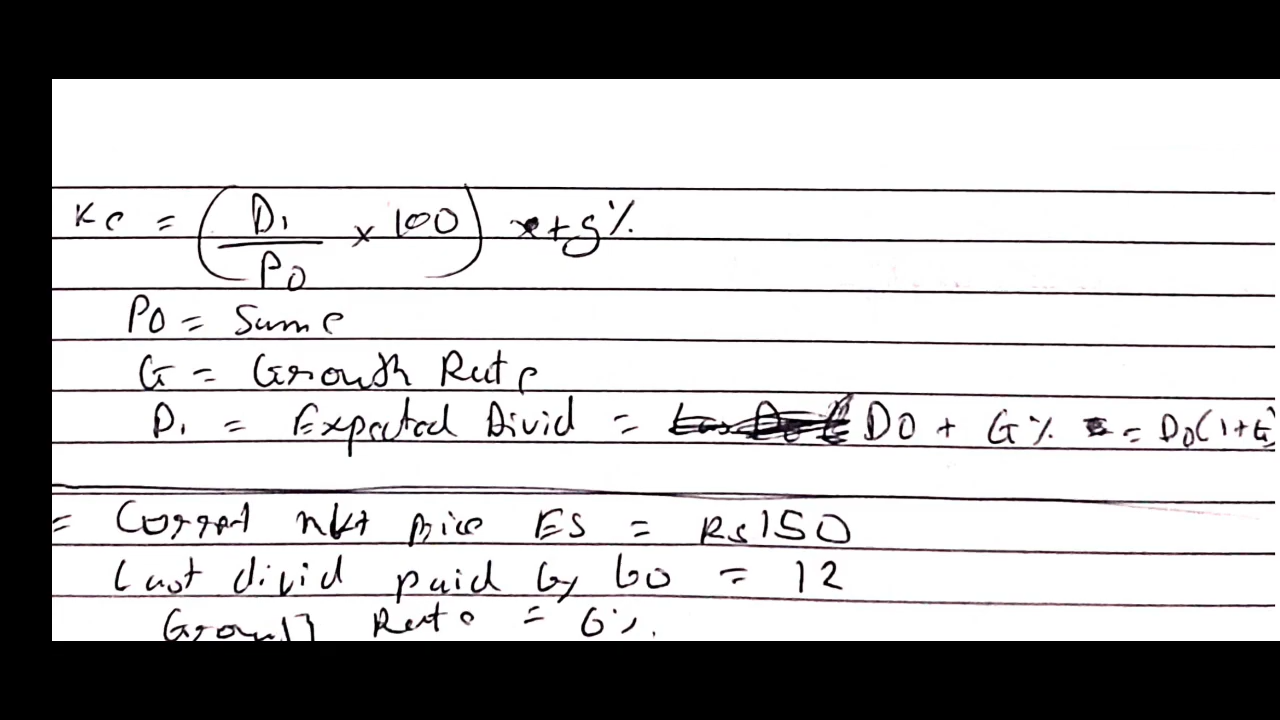 Ke = (D1/P0 × 100) + g%
P0 = Same
G = Growth Rate
D1 = Expected Divid = D0 + G% = D0(1+G)
= Current mkt price ES = Rs150
Last divid paid by Co = 12
Growth Rate = 6%.